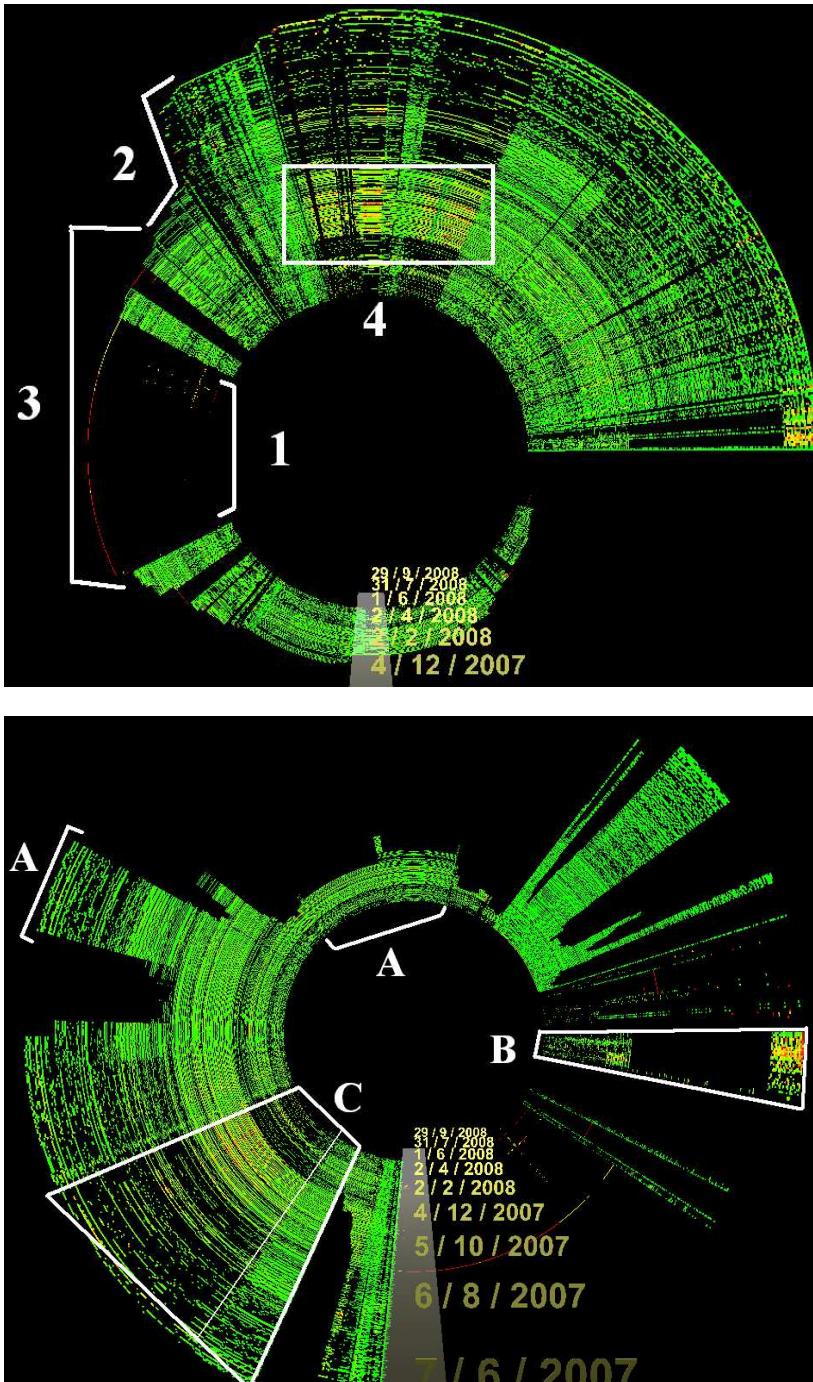 2
3
4
1
29 / 9 / 2008
31 / 7 / 2008
1 / 6 / 2008
2 / 4 / 2008
2 / 2 / 2008
4 / 12 / 2007
A
A
B
C
29 / 9 / 2008
31 / 7 / 2008
1 / 6 / 2008
2 / 4 / 2008
2 / 2 / 2008
4 / 12 / 2007
5 / 10 / 2007
6 / 8 / 2007
7 / 6 / 2007